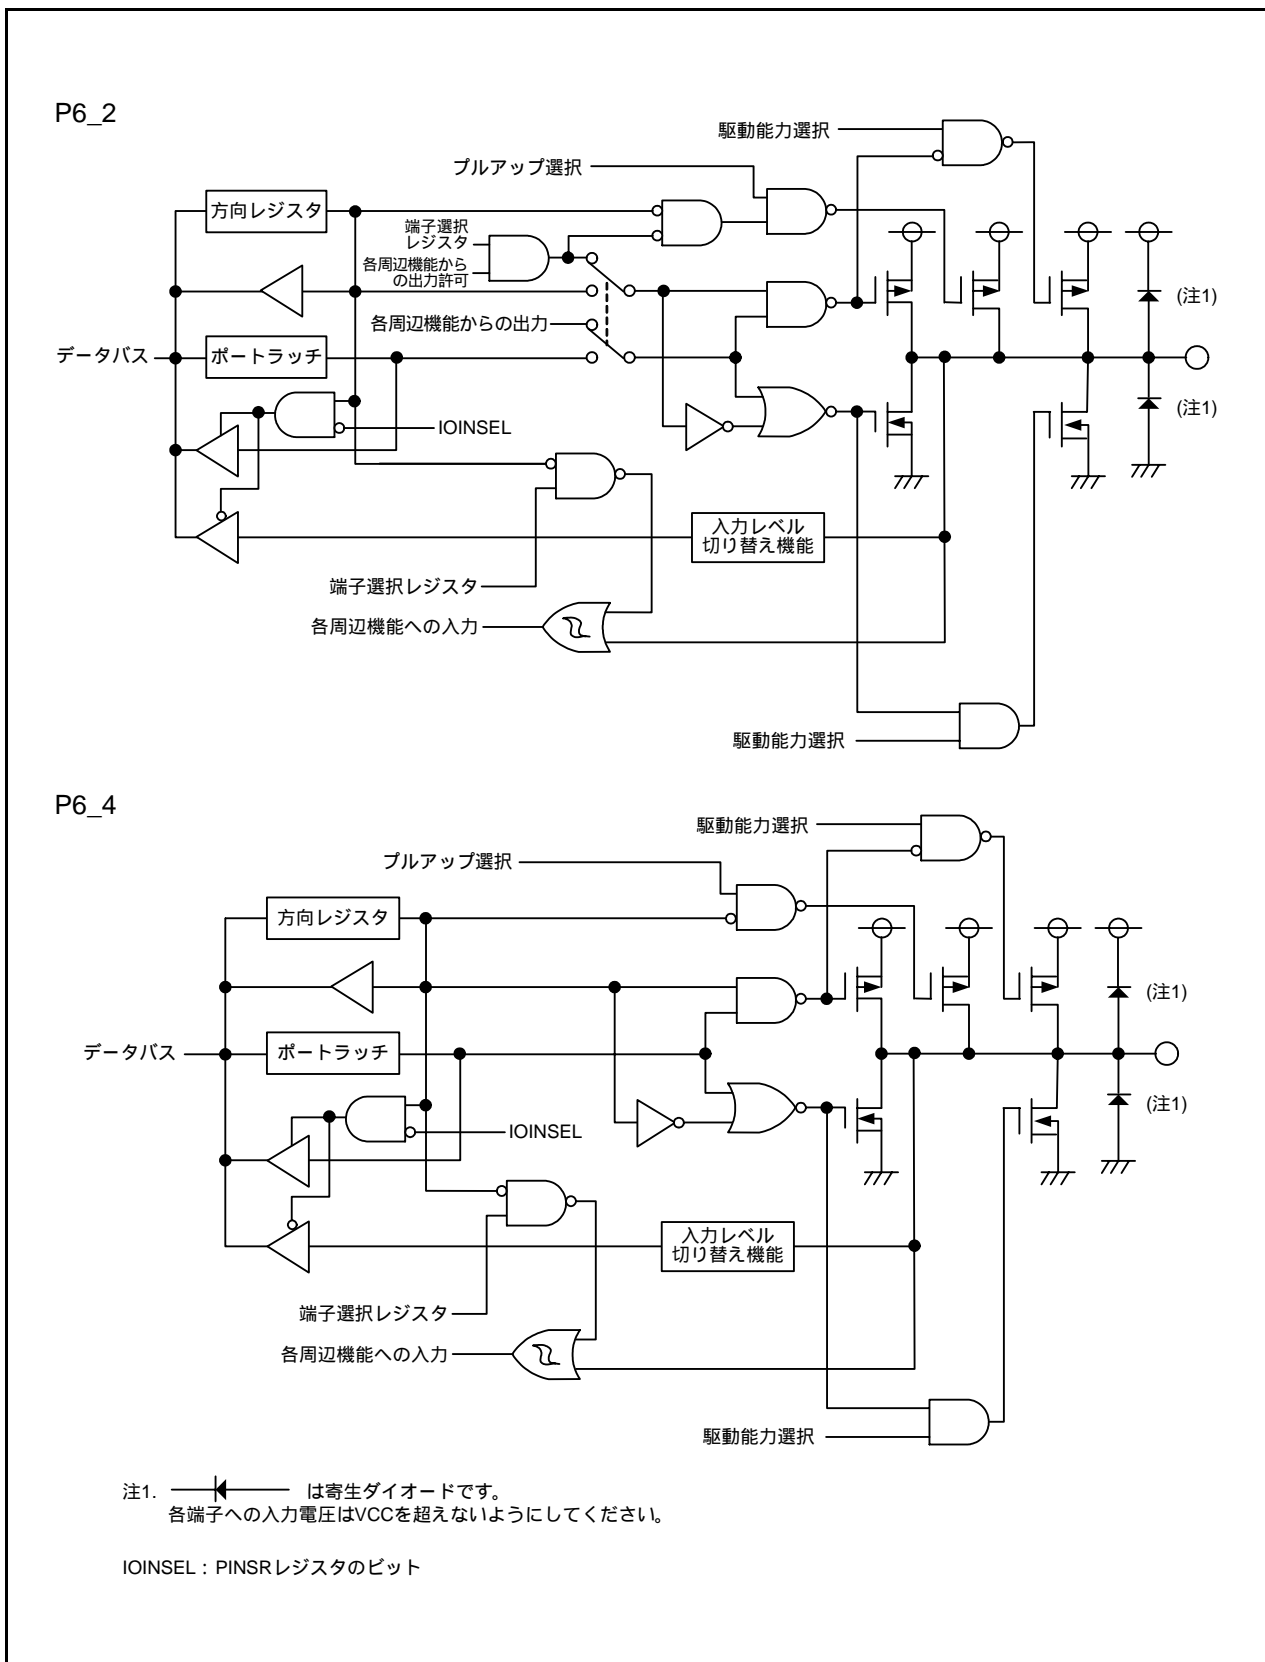 P6_2
駆動能力選択
プルアップ選択
方向レジスタ
端子選択
レジスタ
各周辺機能から
の出力許可
(注1)
各周辺機能からの出力
データバス
ポートラッチ
(注1)
IOINSEL
入力レベル
切り替え機能
端子選択レジスタ
各周辺機能への入力
駆動能力選択
P6_4
駆動能力選択
プルアップ選択
方向レジスタ
(注1)
データバス
ポートラッチ
(注1)
IOINSEL
入力レベル
切り替え機能
端子選択レジスタ
各周辺機能への入力
駆動能力選択
注1. は寄生ダイオードです。
各端子への入力電圧はVCCを超えないようにしてください。
IOINSEL：PINSRレジスタのビット